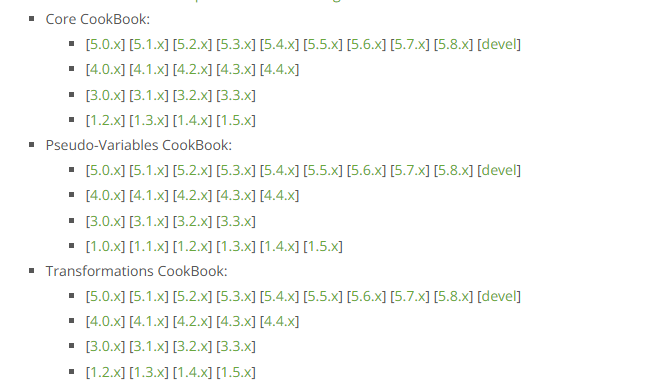 Core CookBook:
[5.0.x] [5.1.x] [5.2.x] [5.3.x] [5.4.x] [5.5.x] [5.6.x] [5.7.x] [5.8.x] [devel]
[4.0.x] [4.1.x] [4.2.x] [4.3.x] [4.4.x]
[3.0.x] [3.1.x] [3.2.x] [3.3.x]
[1.2.x] [1.3.x] [1.4.x] [1.5.x]
Pseudo-Variables CookBook:
[5.0.x] [5.1.x] [5.2.x] [5.3.x] [5.4.x] [5.5.x] [5.6.x] [5.7.x] [5.8.x] [devel]
[4.0.x] [4.1.x] [4.2.x] [4.3.x] [4.4.x]
[3.0.x] [3.1.x] [3.2.x] [3.3.x]
[1.0.x] [1.1.x] [1.2.x] [1.3.x] [1.4.x] [1.5.x]
Transformations CookBook:
[5.0.x] [5.1.x] [5.2.x] [5.3.x] [5.4.x] [5.5.x] [5.6.x] [5.7.x] [5.8.x] [devel]
[4.0.x] [4.1.x] [4.2.x] [4.3.x] [4.4.x]
[3.0.x] [3.1.x] [3.2.x] [3.3.x]
[1.2.x] [1.3.x] [1.4.x] [1.5.x]